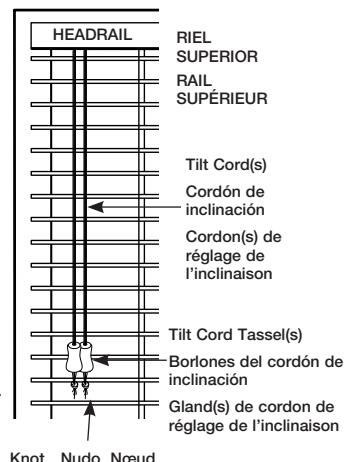 HEADRAIL
RIEL
SUPERIOR
RAIL
SUPÉRIEUR
Tilt Cord(s)
Cordón de
inclinación
Cordon(s) de
réglage de
l'inclinaison
Tilt Cord Tassel(s)
Borlones del cordón de
inclinación
Gland(s) de cordon de
réglage de l'inclinaison
Knot Nudo Nœud